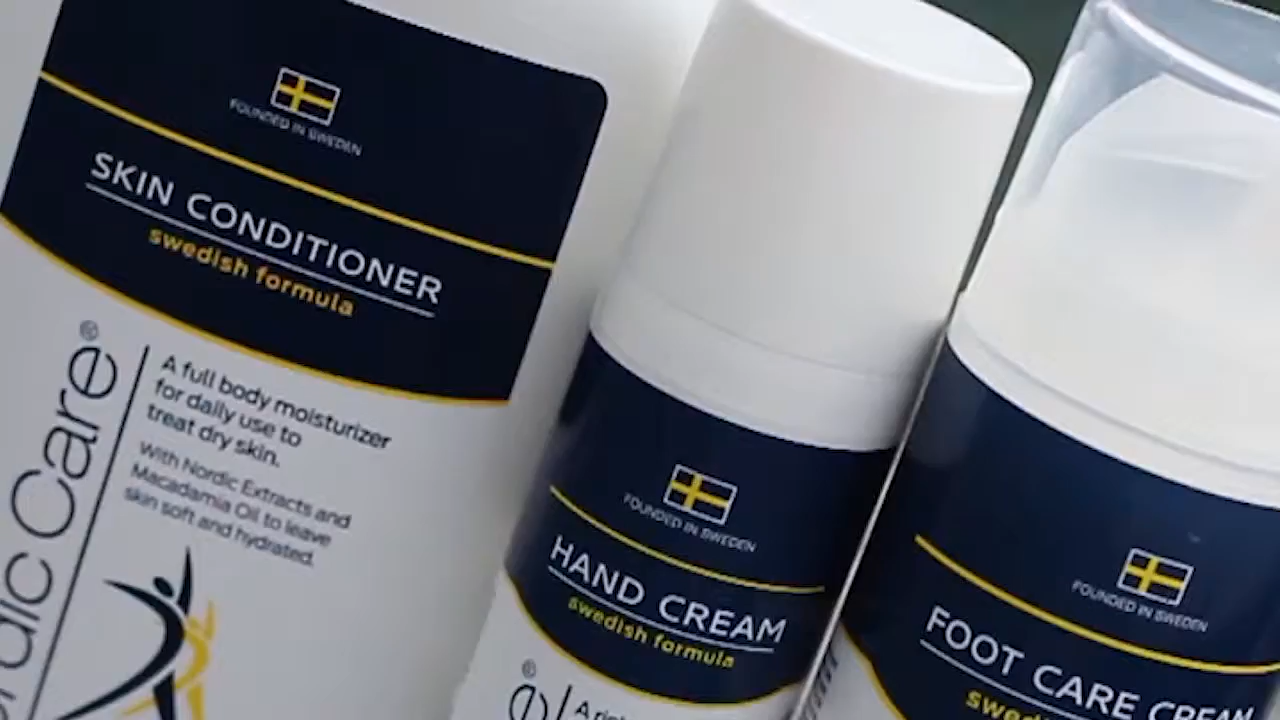 FOUNDED IN SWEDEN
SKIN CONDITIONER
swedish formula
Care®
A full body moisturizer
for daily use to
treat dry skin.
With Nordic Extracts and
Macadamia Oil to leave
skin soft and hydrated.
FOUNDED IN SWEDEN
HAND CREAM
swedish formula
®
A
FOUNDED IN SWEDEN
FOOT CARE CREAM